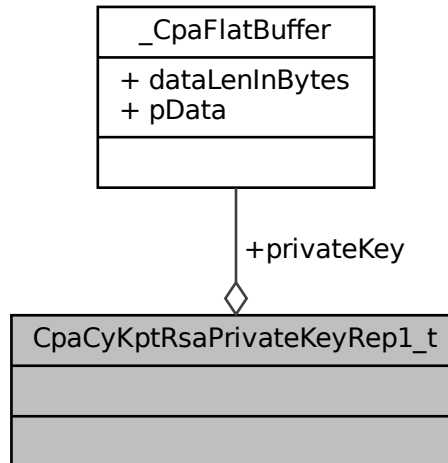 _CpaFlatBuffer
+ dataLenInBytes
+ pData
+privateKey
CpaCyKptRsaPrivateKeyRep1_t